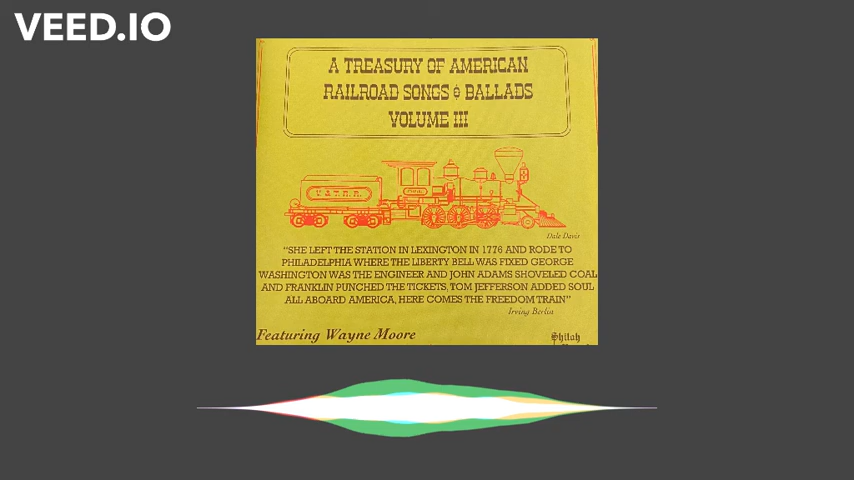 VEED.IO
A TREASURY OF AMERICAN
RAILROAD SONGS & BALLADS
VOLUME III
U. & T. R. R.
Dale Davis
"SHE LEFT THE STATION IN LEXINGTON IN 1776 AND RODE TO
PHILADELPHIA WHERE THE LIBERTY BELL WAS FIXED GEORGE
WASHINGTON WAS THE ENGINEER AND JOHN ADAMS SHOVELED COAL
AND FRANKLIN PUNCHED THE TICKETS, TOM JEFFERSON ADDED SOUL
ALL ABOARD AMERICA, HERE COMES THE FREEDOM TRAIN"
Irving Berlin
Featuring Wayne Moore
Shiloh